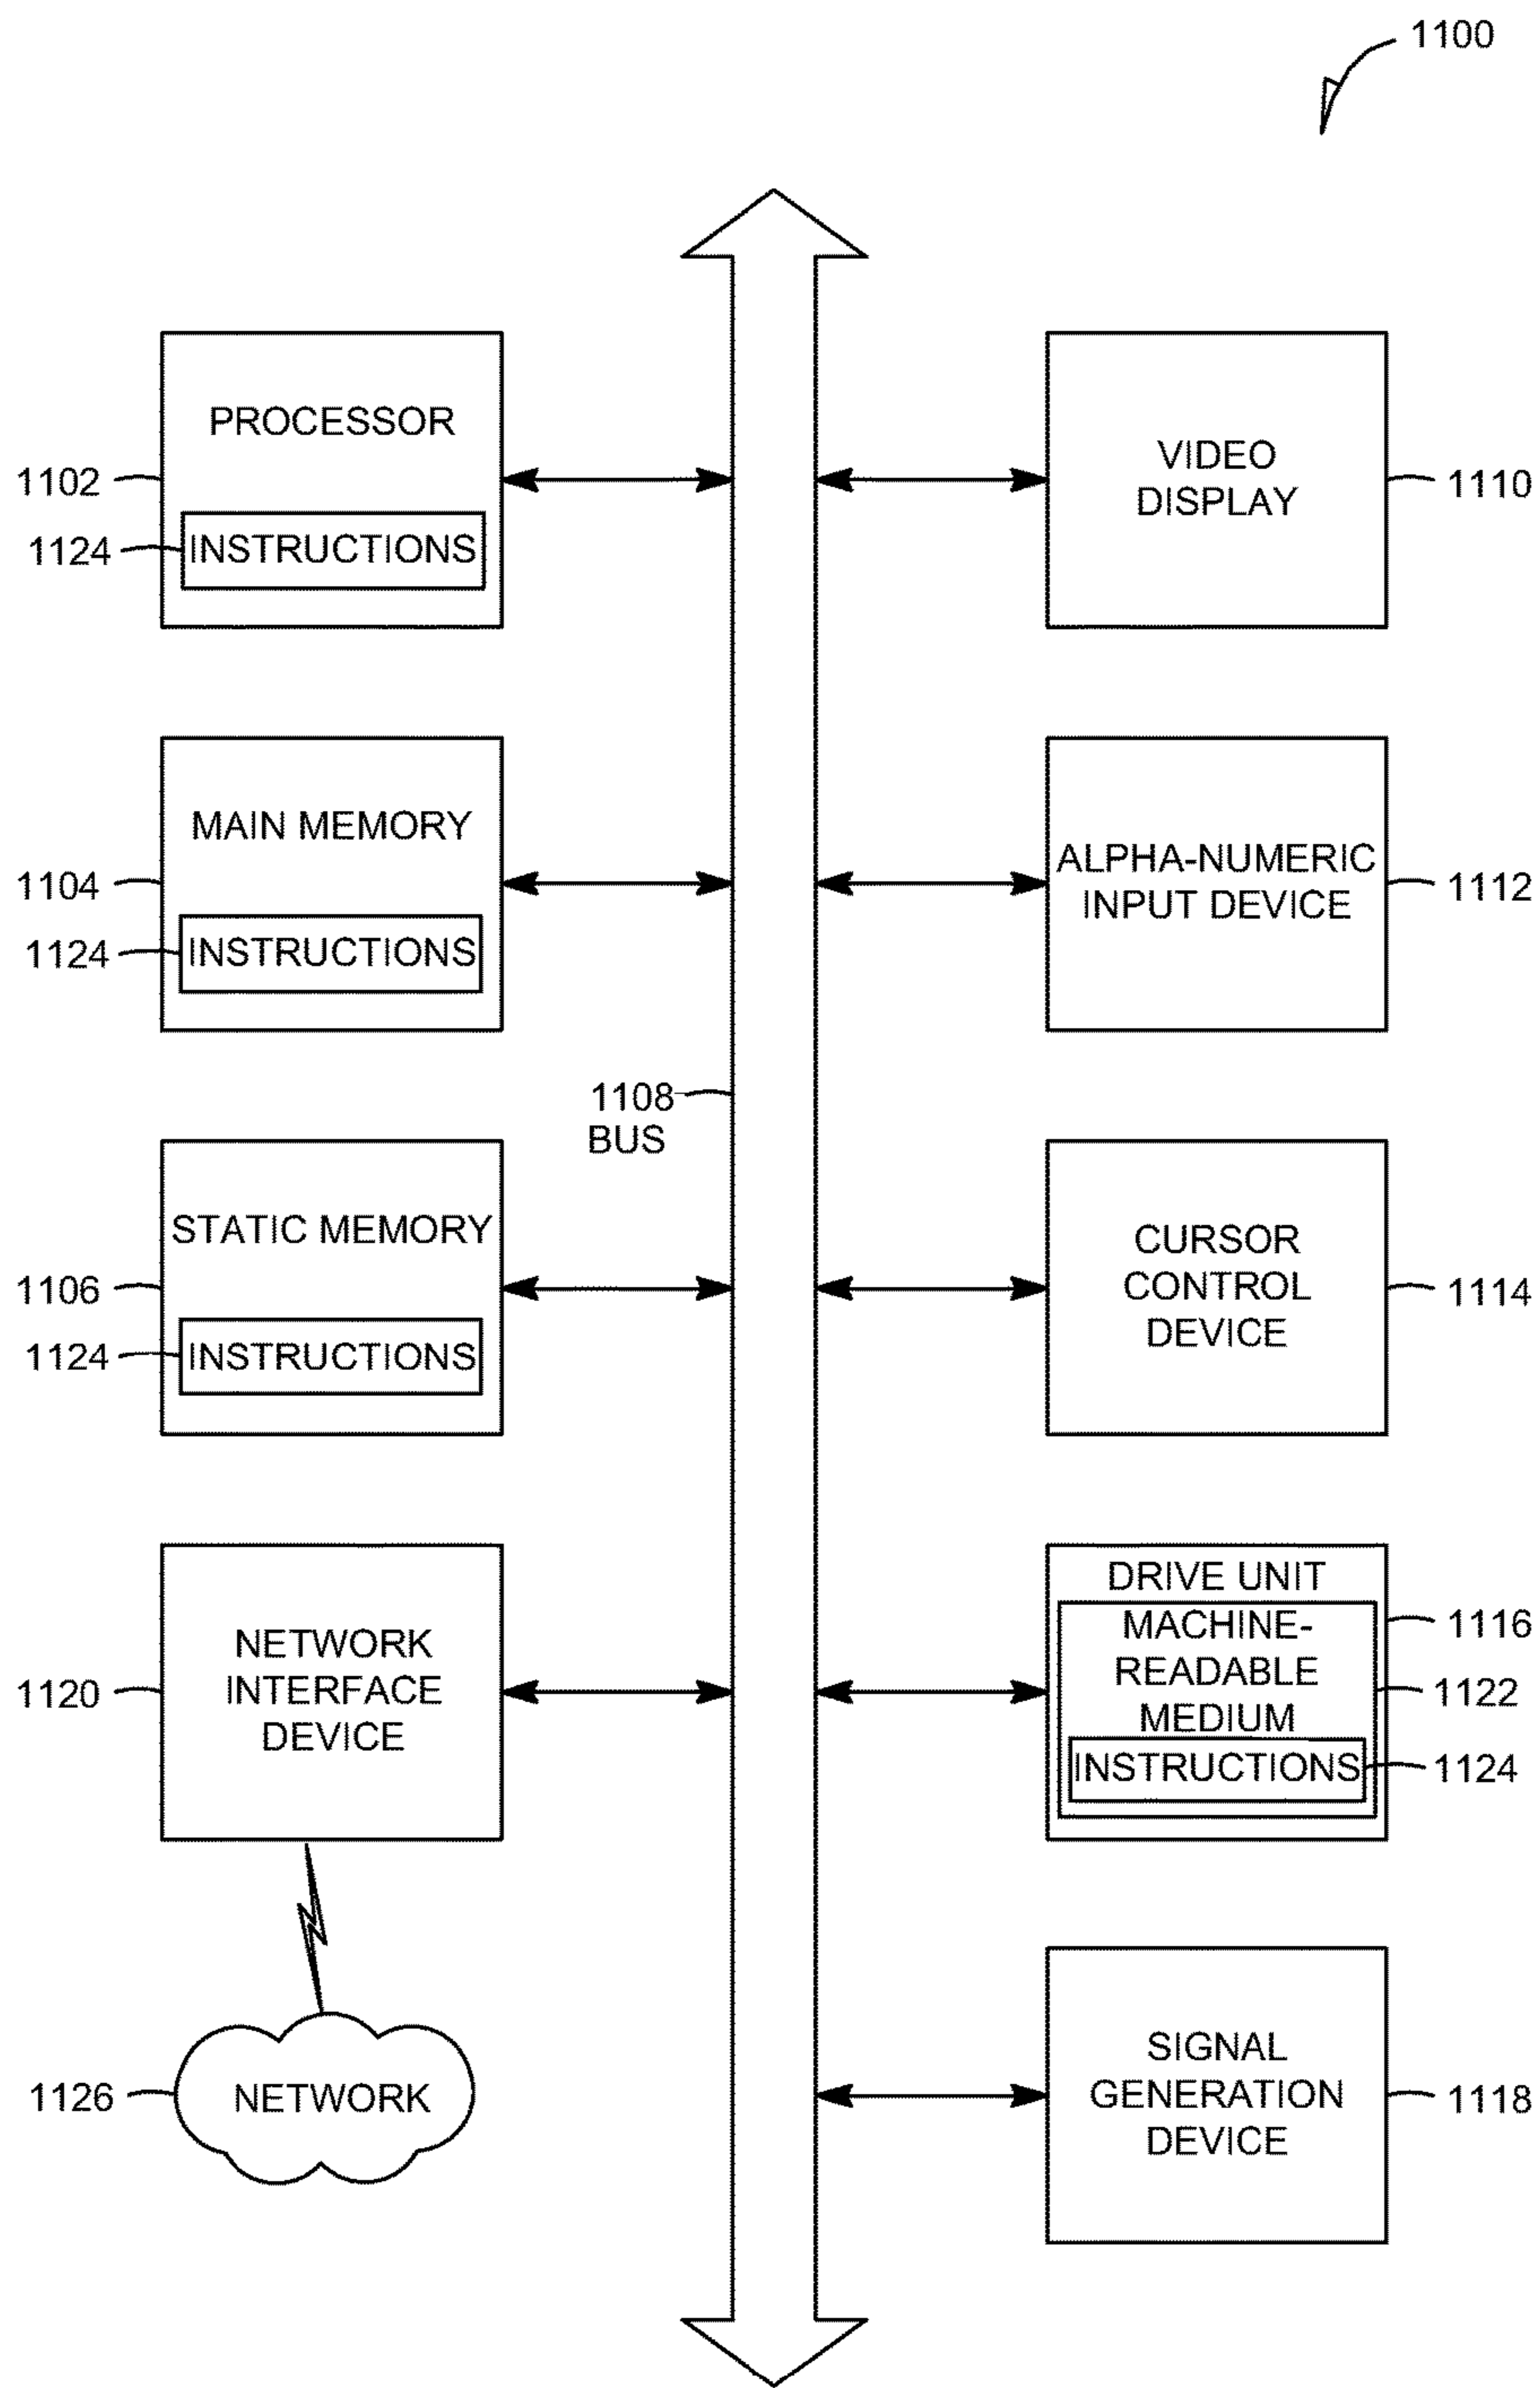 1100
PROCESSOR
1102
1124
INSTRUCTIONS
VIDEO
DISPLAY
1110
MAIN MEMORY
1104
1124
INSTRUCTIONS
ALPHA-NUMERIC
INPUT DEVICE
1112
1108
BUS
STATIC MEMORY
1106
1124
INSTRUCTIONS
CURSOR
CONTROL
DEVICE
1114
NETWORK
INTERFACE
DEVICE
1120
DRIVE UNIT
MACHINE-
READABLE
MEDIUM
INSTRUCTIONS
1116
1122
1124
NETWORK
1126
SIGNAL
GENERATION
DEVICE
1118